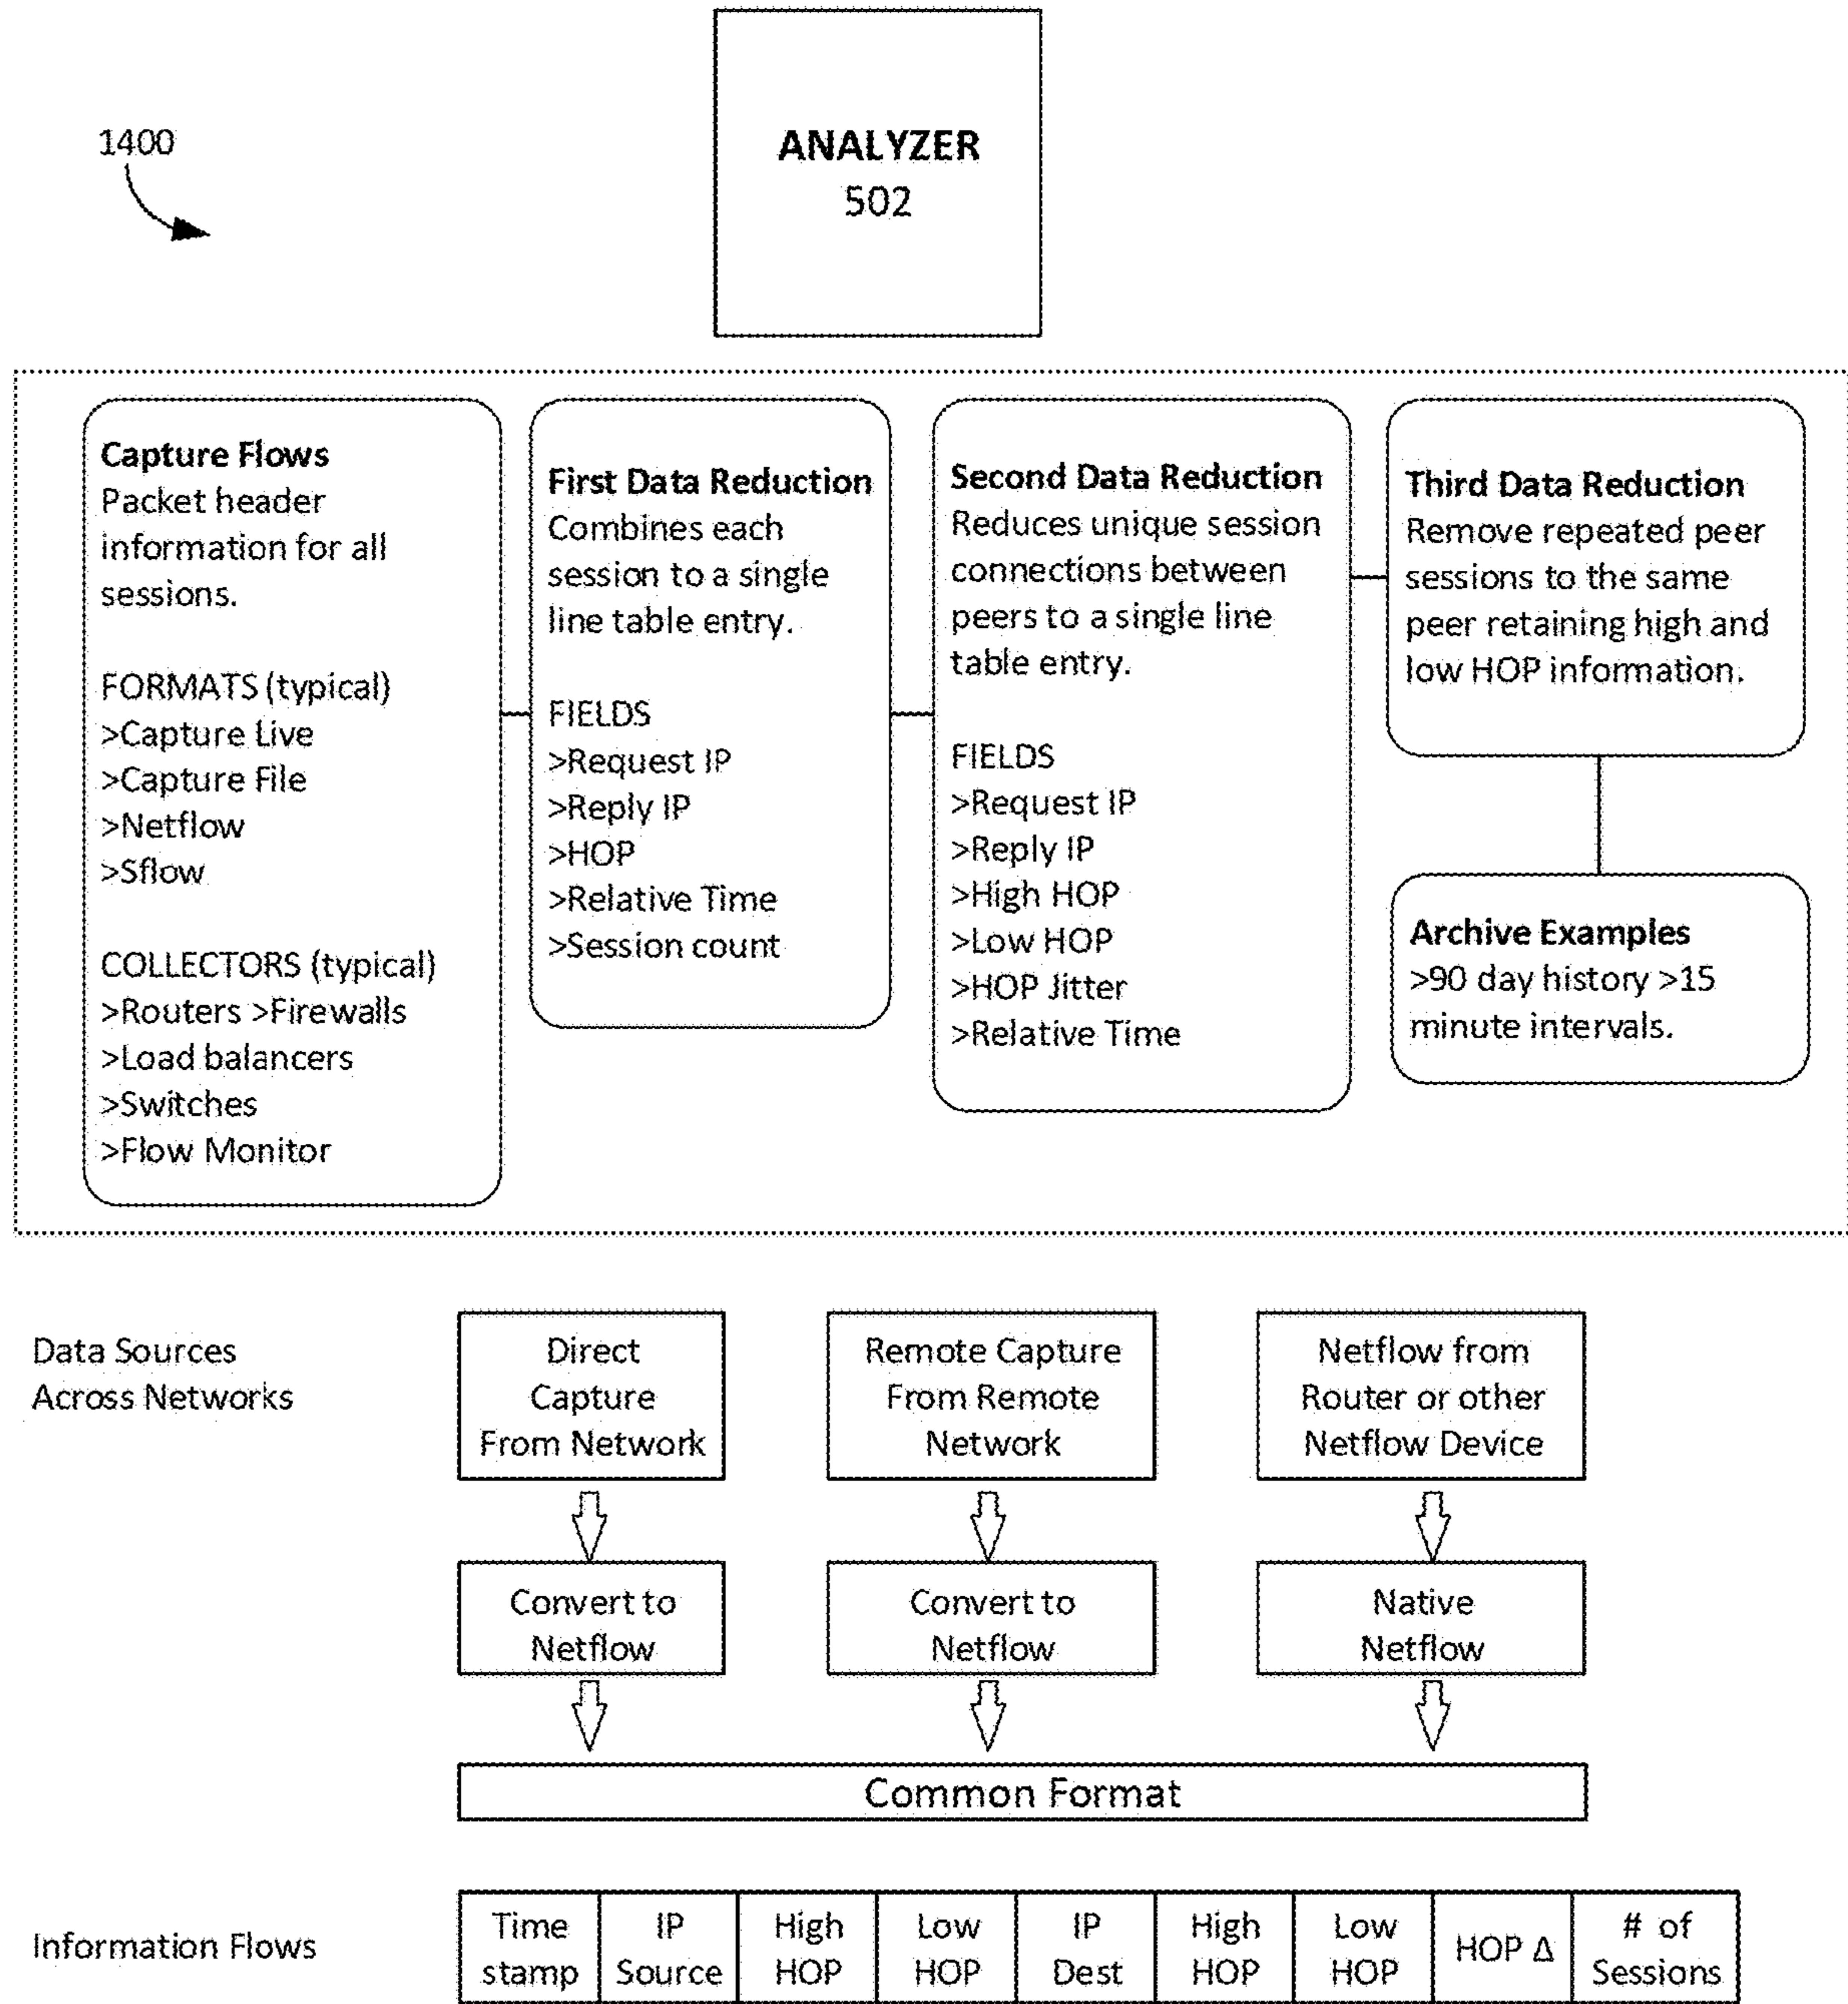 1400
ANALYZER
502
Capture Flows
Packet header
information for all
sessions.
FORMATS (typical)
>Capture Live
>Capture File
>Netflow
>Sflow
COLLECTORS (typical)
>Routers >Firewalls
>Load balancers
>Switches
>Flow Monitor
First Data Reduction
Combines each
session to a single
line table entry.
FIELDS
>Request IP
>Reply IP
>HOP
>Relative Time
>Session count
Second Data Reduction
Reduces unique session
connections between
peers to a single line
table entry.
FIELDS
>Request IP
>Reply IP
>High HOP
>Low HOP
>HOP Jitter
>Relative Time
Third Data Reduction
Remove repeated peer
sessions to the same
peer retaining high and
low HOP information.
Archive Examples
>90 day history >15
minute intervals.
Data Sources
Across Networks
Direct
Capture
From Network
Remote Capture
From Remote
Network
Netflow from
Router or other
Netflow Device
Convert to
Netflow
Convert to
Netflow
Native
Netflow
Common Format
Information Flows
Time
stamp
IP
Source
High
HOP
Low
HOP
IP
Dest
High
HOP
Low
HOP
HOP Δ
# of
Sessions